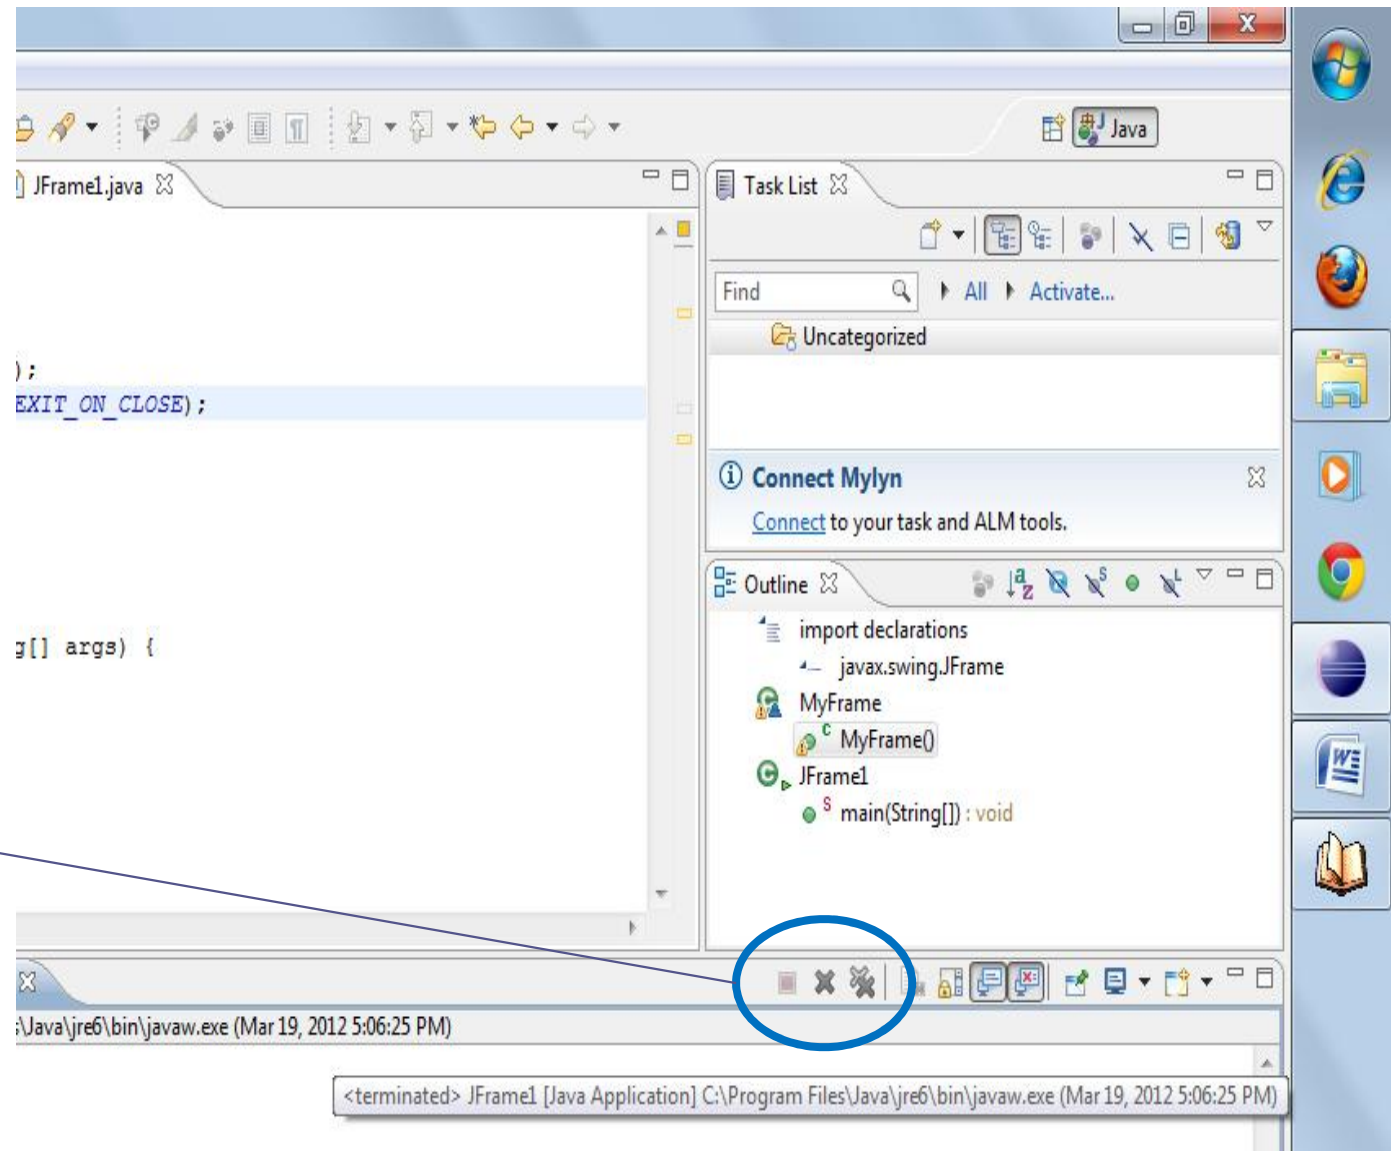 Java
JFrame1.java
Task List
Find
All
Activate...
Uncategorized
);
EXIT_ON_CLOSE);
Connect Mylyn
Connect to your task and ALM tools.
Outline
import declarations
javax.swing.JFrame
g[] args) {
MyFrame
MyFrame()
JFrame1
main(String[]) : void
s\Java\jre6\bin\javaw.exe (Mar 19, 2012 5:06:25 PM)
<terminated> JFrame1 [Java Application] C:\Program Files\Java\jre6\bin\javaw.exe (Mar 19, 2012 5:06:25 PM)